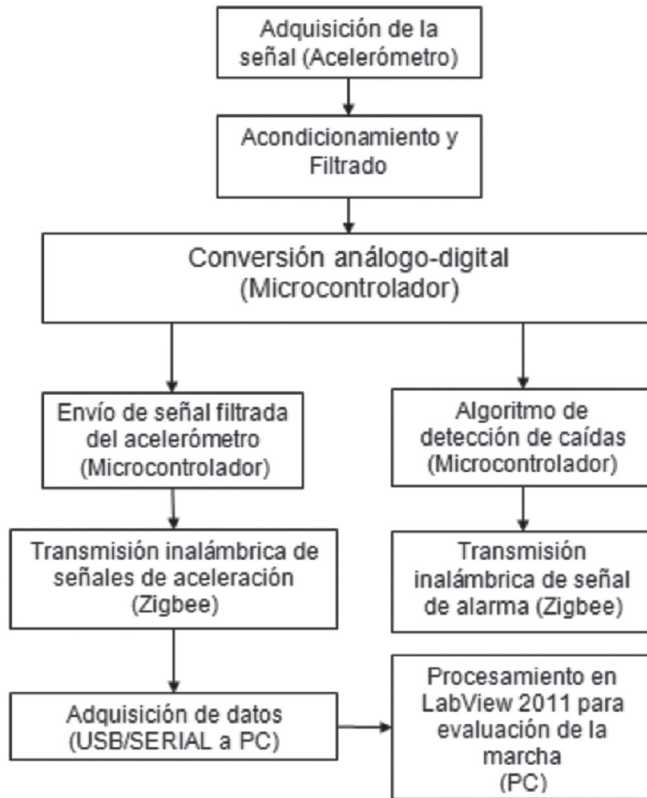 Adquisición de la
señal (Acelerómetro)
Acondicionamiento y
Filtrado
Conversión análogo-digital
(Microcontrolador)
Envío de señal filtrada
del acelerómetro
(Microcontrolador)
Algoritmo de
detección de caídas
(Microcontrolador)
Transmisión inalámbrica de
señales de aceleración
(Zigbee)
Transmisión
inalámbrica de señal
de alarma (Zigbee)
Adquisición de datos
(USB/SERIAL a PC)
Procesamiento en
LabView 2011 para
evaluación de la
marcha
(PC)